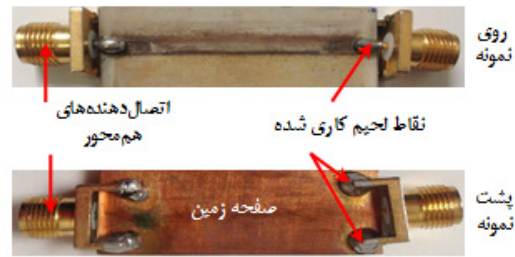 روی
نمونه
اتصال‌دهنده‌های
هم‌محور
نقاط لحیم کاری شده
صفحه زمین
پشت
نمونه